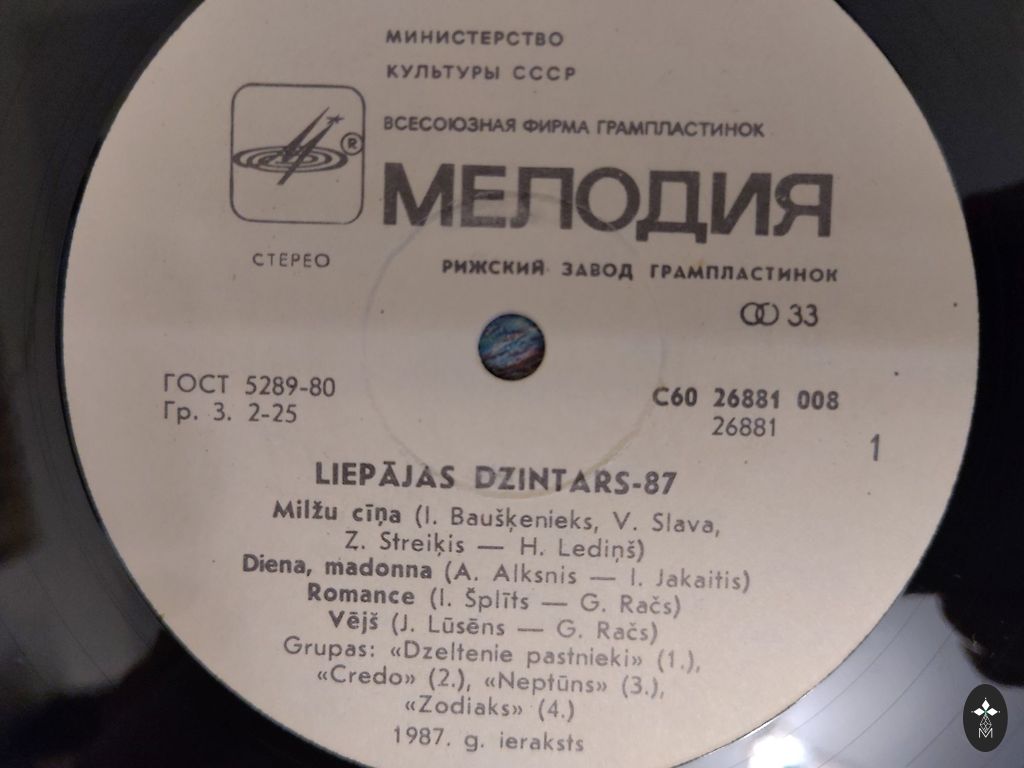 МИНИСТЕРСТВО
КУЛЬТУРЫ СССР
ВСЕСОЮЗНАЯ ФИРМА ГРАМПЛАСТИНОК
®
МЕЛОДИЯ
СТЕРЕО
РИЖСКИЙ ЗАВОД ГРАМПЛАСТИНОК
33
ГОСТ 5289-80
Гр. 3. 2-25
С60 26881 008
26881
1
LIEPĀJAS DZINTARS-87
Milžu cīņa (I. Baušķenieks, V. Slava,
Z. Streiķis — H. Lediņš)
Diena, madonna (A. Alksnis — I. Jakaitis)
Romance (I. Šplīts — G. Račs)
Vējš (J. Lūsēns — G. Račs)
Grupas: «Dzeltenie pastnieki» (1.),
«Credo» (2.), «Neptūns» (3.),
«Zodiaks» (4.)
1987. g. ieraksts
M